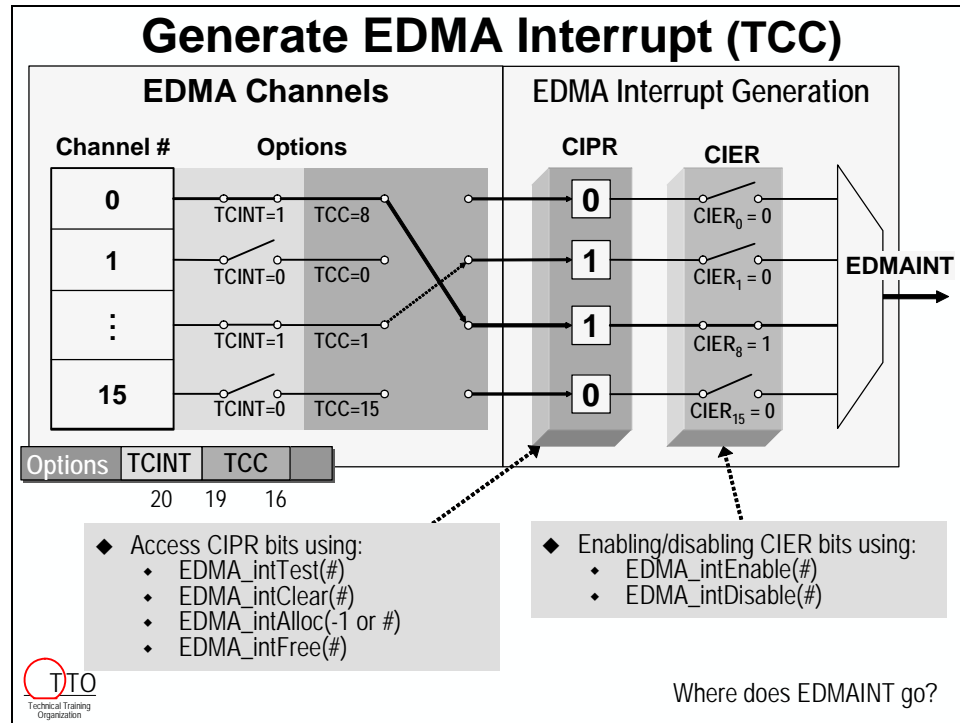 Generate EDMA Interrupt (TCC)
EDMA Channels
EDMA Interrupt Generation
Channel #
Options
CIPR
CIER
0
TCINT=1
TCC=8
0
CIER0 = 0
1
TCINT=0
TCC=0
1
CIER1 = 0
EDMAINT
⋮
TCINT=1
TCC=1
1
CIER8 = 1
15
TCINT=0
TCC=15
0
CIER15 = 0
Options TCINT TCC
20 19 16
◆ Access CIPR bits using:
◆ EDMA_intTest(#)
◆ EDMA_intClear(#)
◆ EDMA_intAlloc(-1 or #)
◆ EDMA_intFree(#)
◆ Enabling/disabling CIER bits using:
◆ EDMA_intEnable(#)
◆ EDMA_intDisable(#)
TTO
Technical Training
Organization
Where does EDMAINT go?